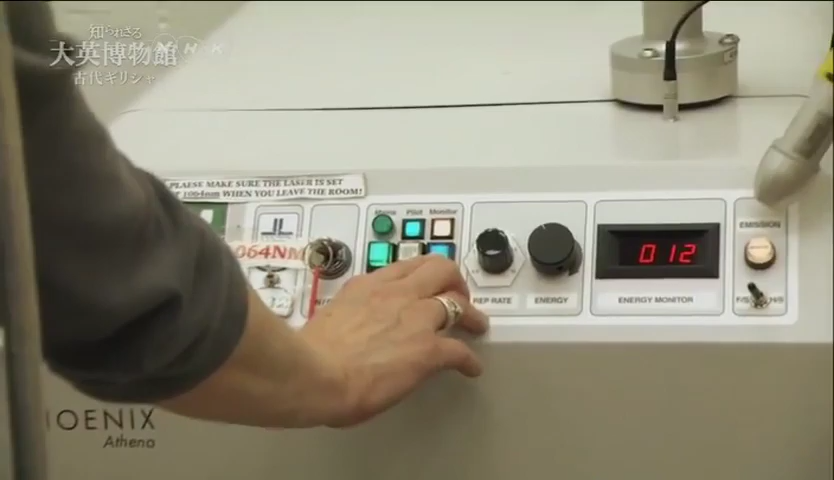 知られざる
大英博物館
古代ギリシャ
NHK
PLAESE MAKE SURE THE LASER IS SET
1064nm WHEN YOU LEAVE THE ROOM!
064NM
Pilot Monitor
012
EMISSION
REP RATE ENERGY
ENERGY MONITOR
OENIX
Athena